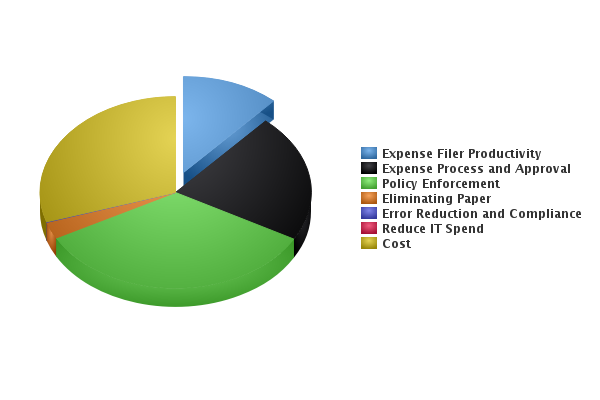 Expense Filer Productivity
Expense Process and Approval
Policy Enforcement
Eliminating Paper
Error Reduction and Compliance
Reduce IT Spend
Cost